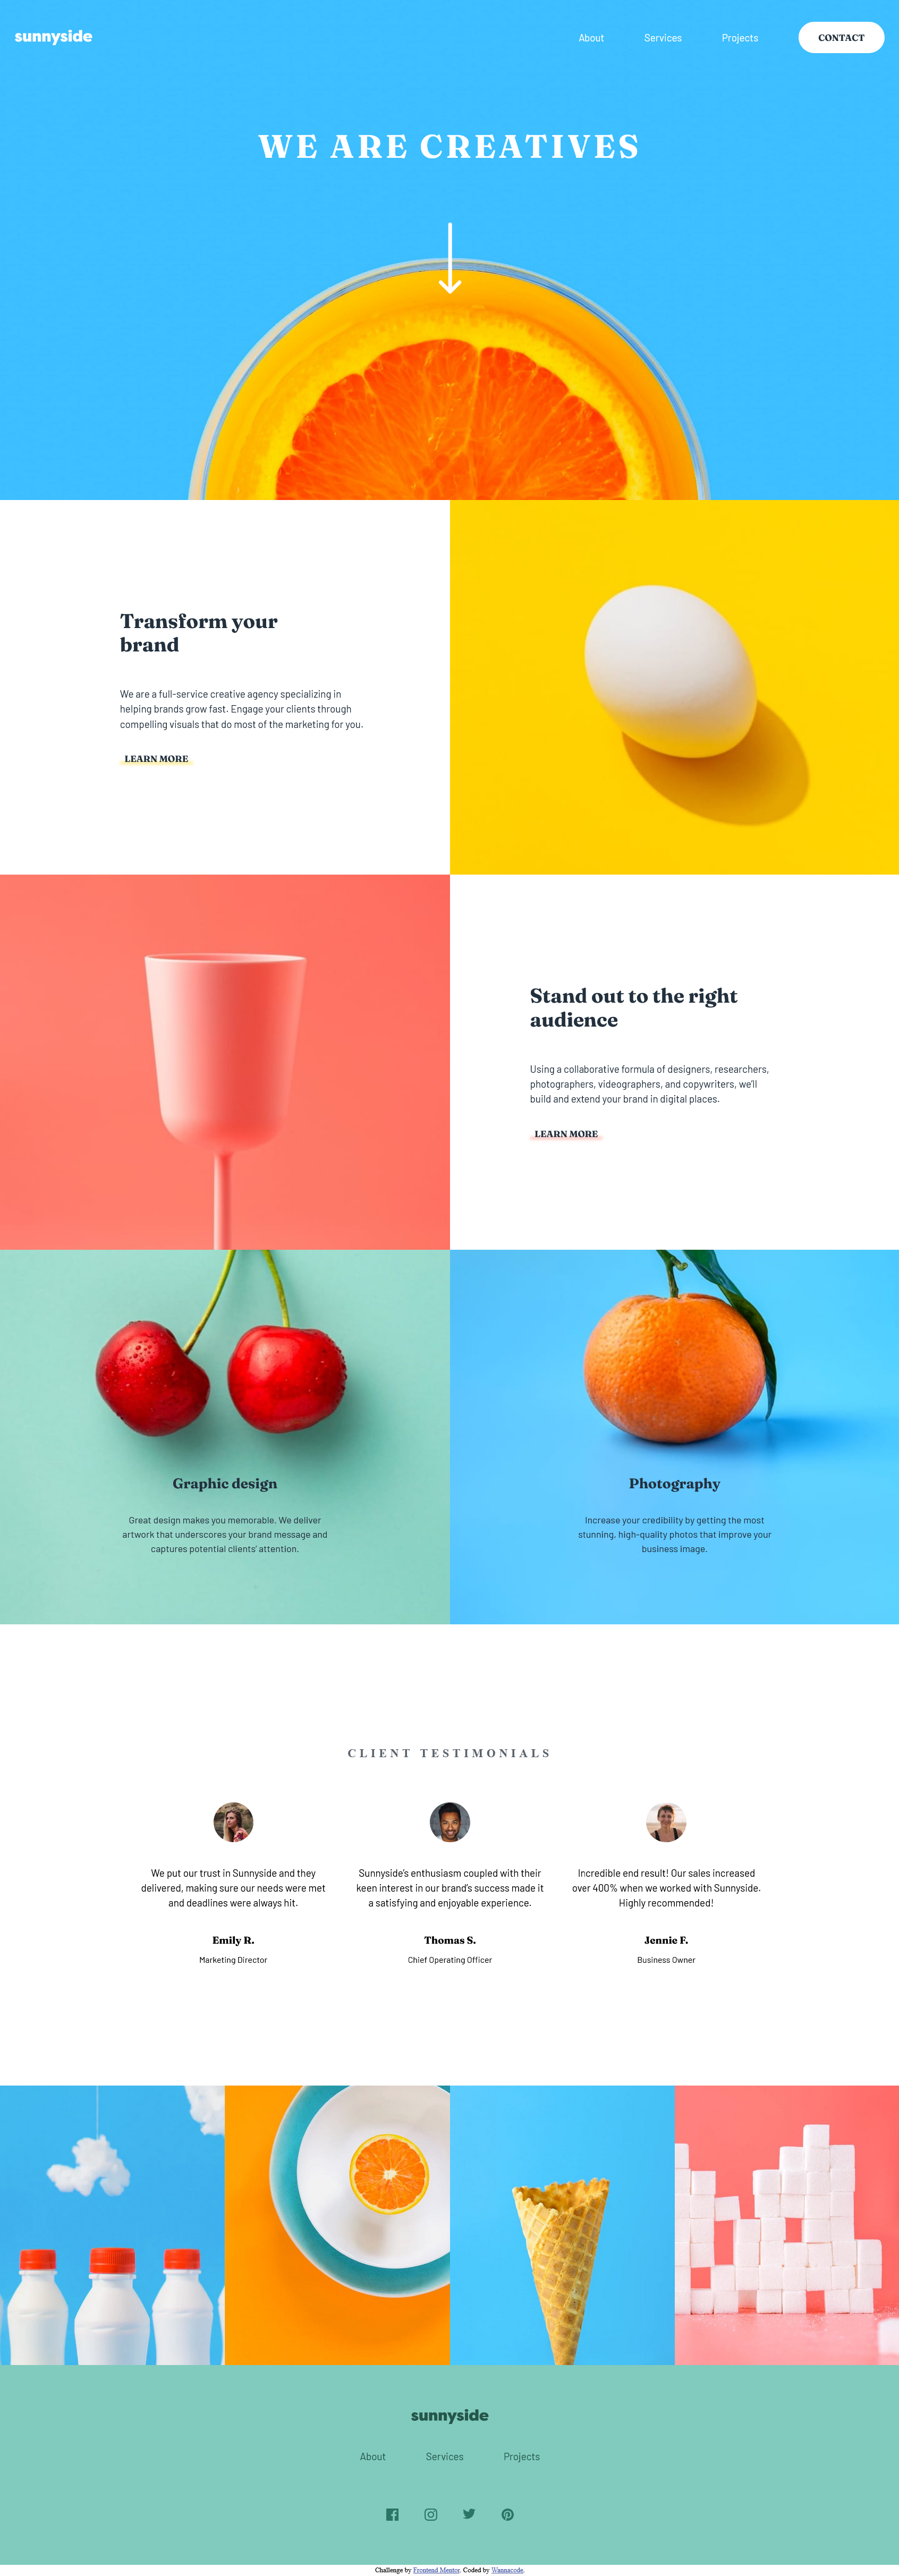 sunnyside
About Services Projects CONTACT
WE ARE CREATIVES
Transform your
brand
We are a full-service creative agency specializing in
helping brands grow fast. Engage your clients through
compelling visuals that do most of the marketing for you.
LEARN MORE
Stand out to the right
audience
Using a collaborative formula of designers, researchers,
photographers, videographers, and copywriters, we'll
build and extend your brand in digital places.
LEARN MORE
Graphic design
Great design makes you memorable. We deliver
artwork that underscores your brand message and
captures potential clients' attention.
Photography
Increase your credibility by getting the most
stunning, high-quality photos that improve your
business image.
CLIENT TESTIMONIALS
We put our trust in Sunnyside and they
delivered, making sure our needs were met
and deadlines were always hit.
Emily R.
Marketing Director
Sunnyside's enthusiasm coupled with their
keen interest in our brand's success made it
a satisfying and enjoyable experience.
Thomas S.
Chief Operating Officer
Incredible end result! Our sales increased
over 400% when we worked with Sunnyside.
Highly recommended!
Jennie F.
Business Owner
sunnyside
About Services Projects
Challenge by Frontend Mentor. Coded by Wannacode.